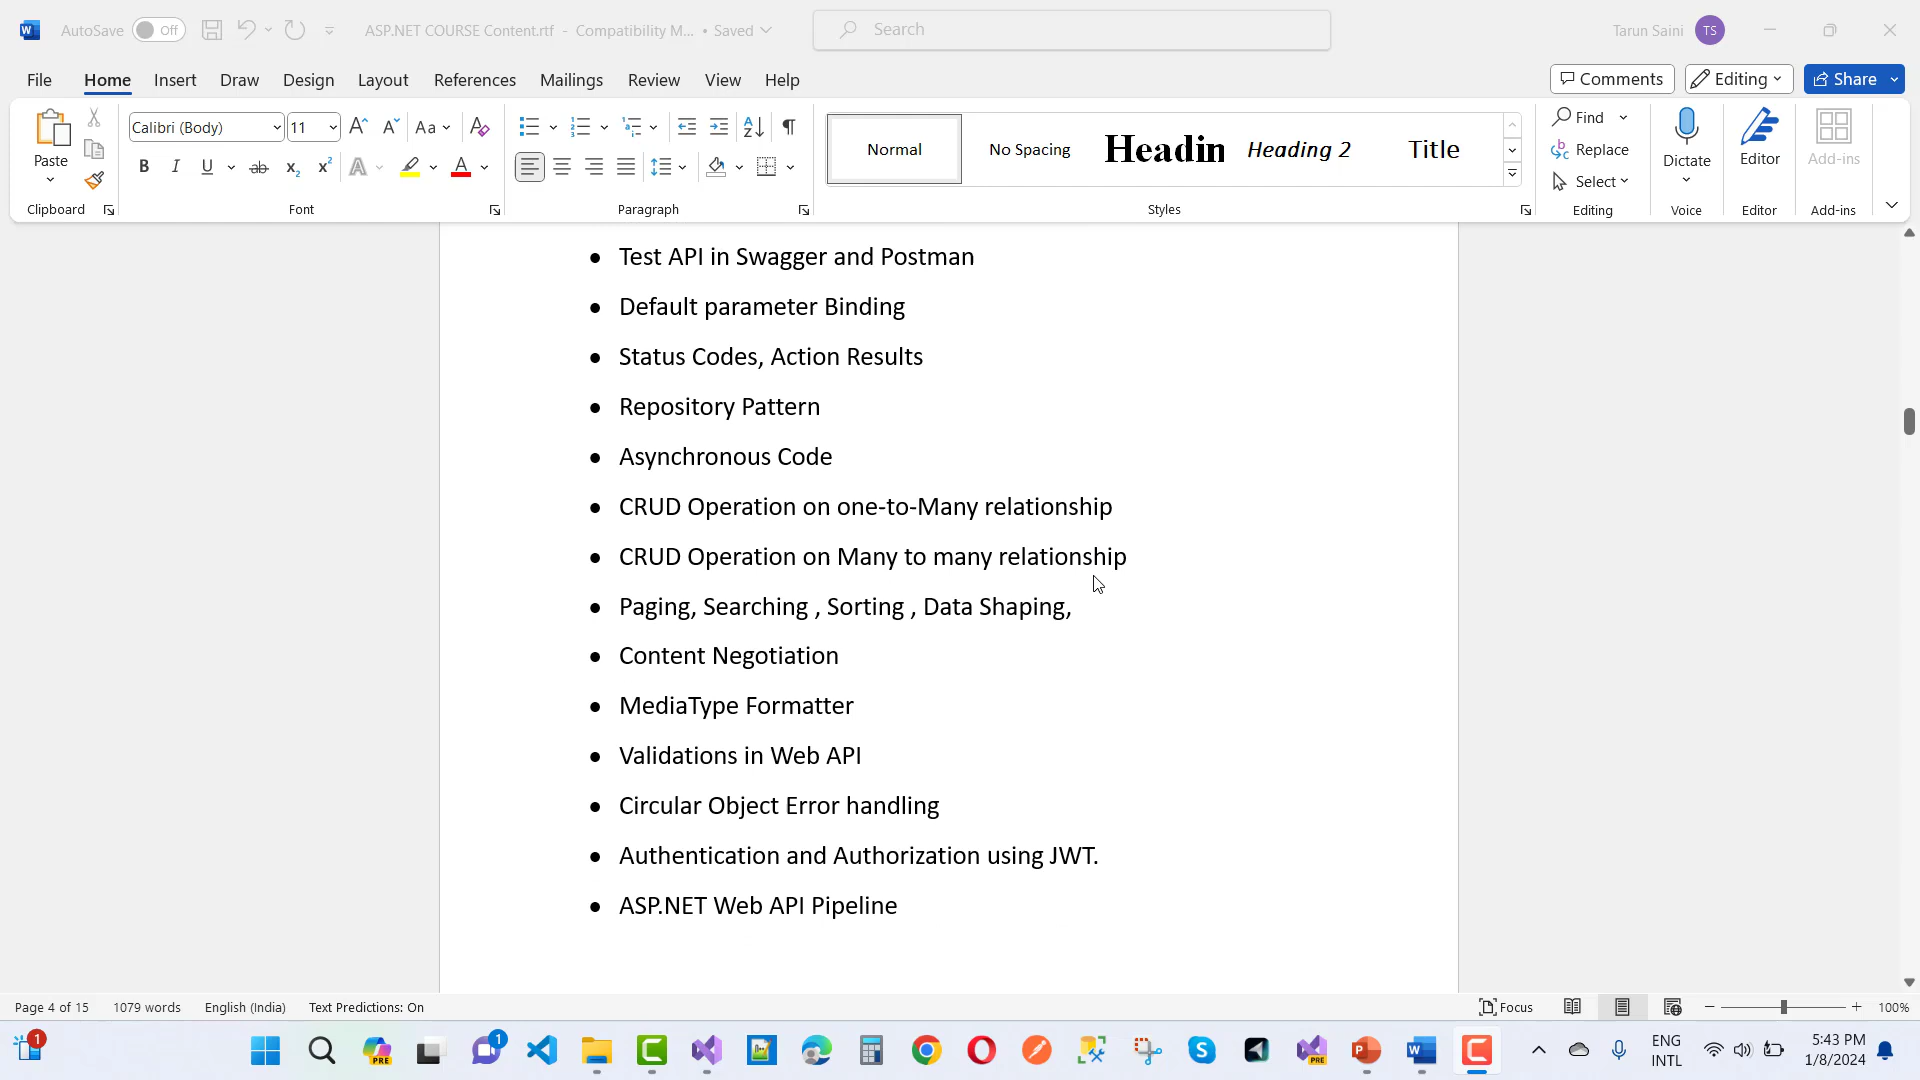 AutoSave Off ASP.NET COURSE Content.rtf - Compatibility M... • Saved Search Tarun Saini TS
File Home Insert Draw Design Layout References Mailings Review View Help Comments Editing Share
Paste
Clipboard
Calibri (Body) 11
Font
Paragraph
Normal No Spacing Headin Heading 2 Title
Styles
Find
Replace
Select
Editing
Dictate
Voice
Editor
Editor
Add-ins
Add-ins
• Test API in Swagger and Postman
• Default parameter Binding
• Status Codes, Action Results
• Repository Pattern
• Asynchronous Code
• CRUD Operation on one-to-Many relationship
• CRUD Operation on Many to many relationship
• Paging, Searching , Sorting , Data Shaping,
• Content Negotiation
• MediaType Formatter
• Validations in Web API
• Circular Object Error handling
• Authentication and Authorization using JWT.
• ASP.NET Web API Pipeline
Page 4 of 15 1079 words English (India) Text Predictions: On Focus 100%
1 PRE 1 PRE ENG 5:43 PM
INTL 1/8/2024